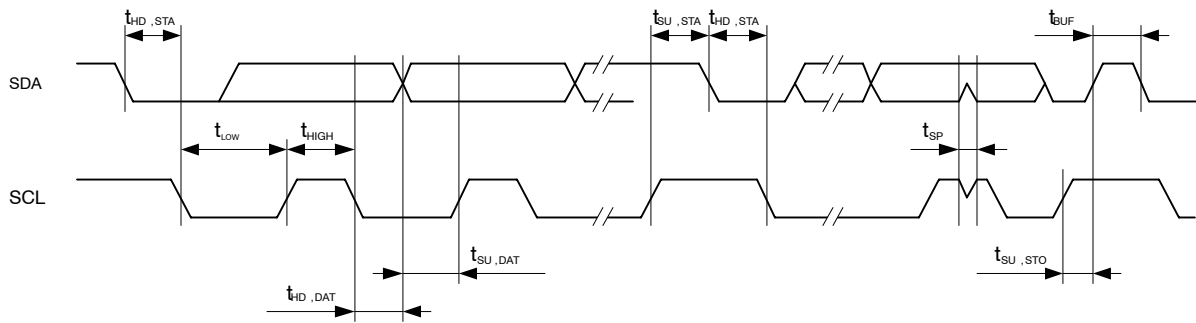 tHD,STA tSU,STA tHD,STA tBUF
SDA
tLOW tHIGH tSP
SCL
tSU,DAT tSU,STO
tHD,DAT